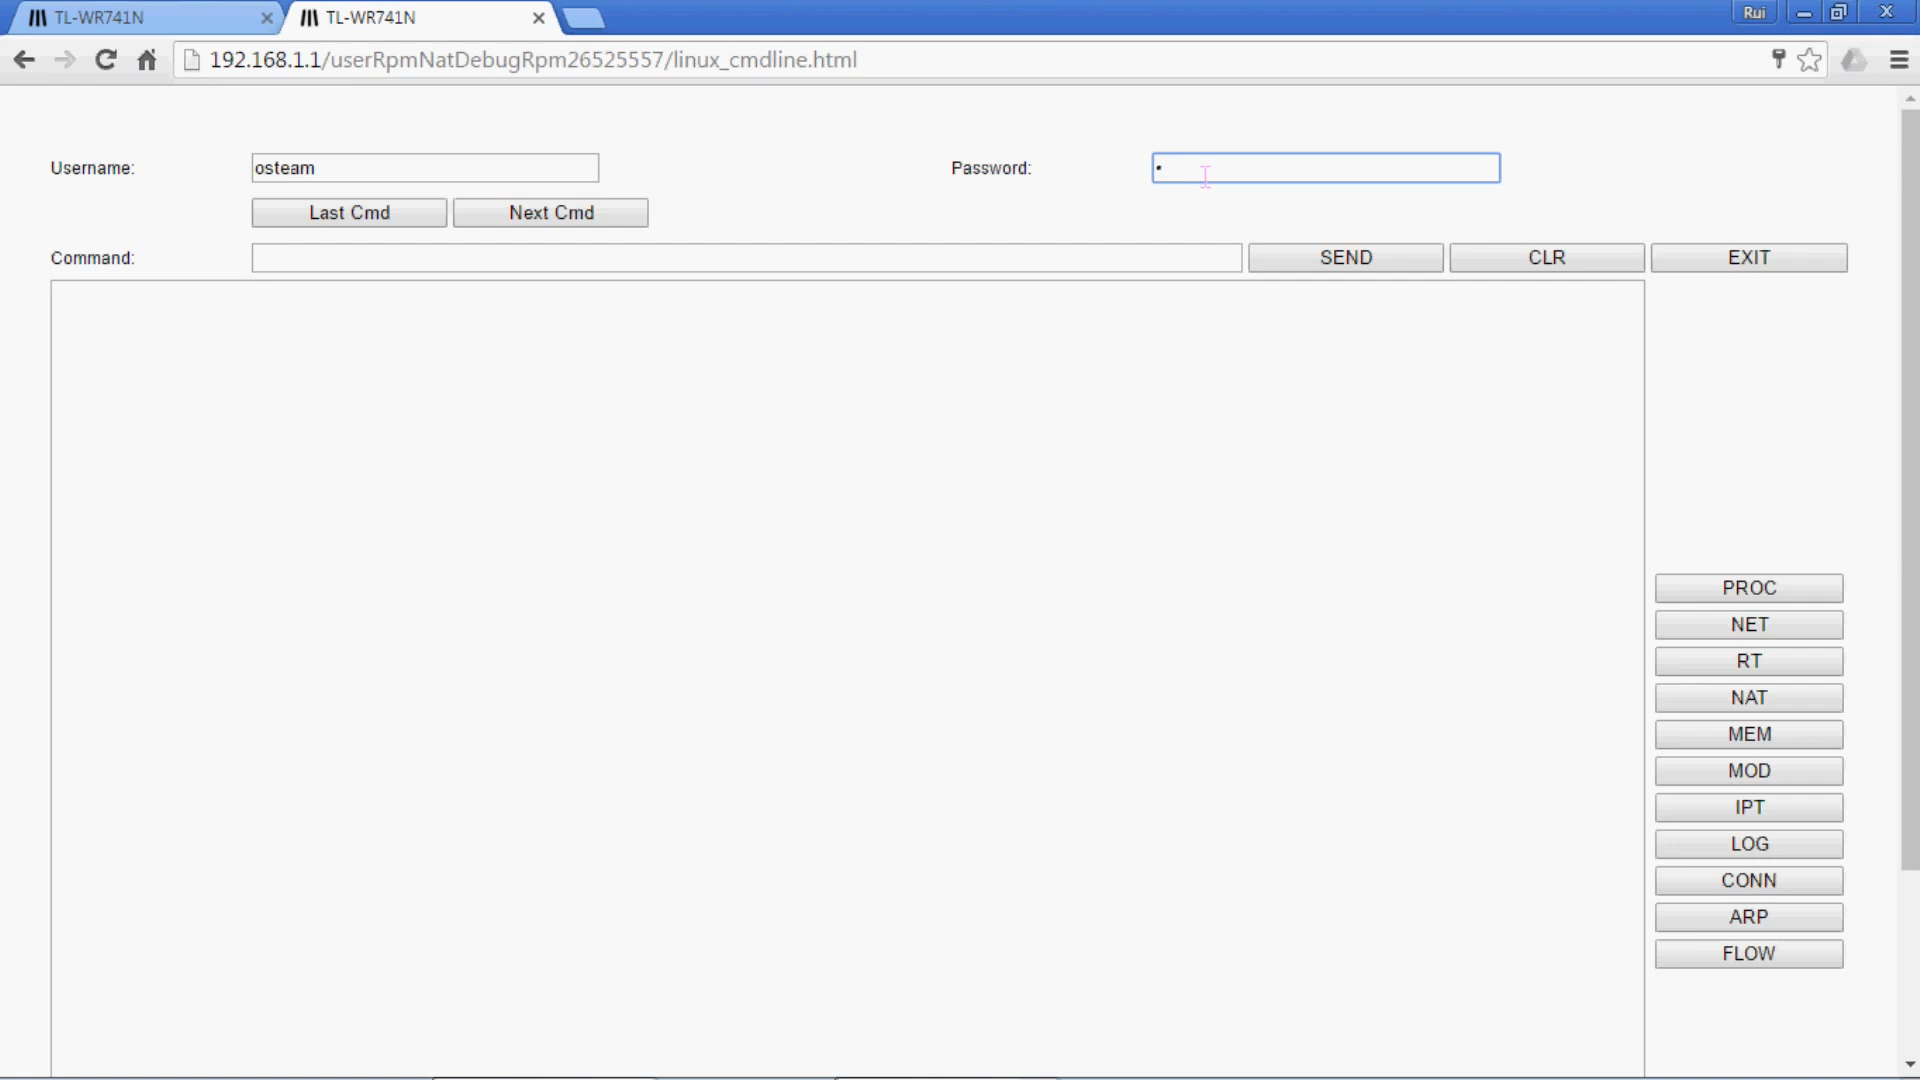 TL-WR741N TL-WR741N Rui
192.168.1.1/userRpmNatDebugRpm26525557/linux_cmdline.html
Username: osteam Password: •
Last Cmd Next Cmd
Command: SEND CLR EXIT
PROC
NET
RT
NAT
MEM
MOD
IPT
LOG
CONN
ARP
FLOW